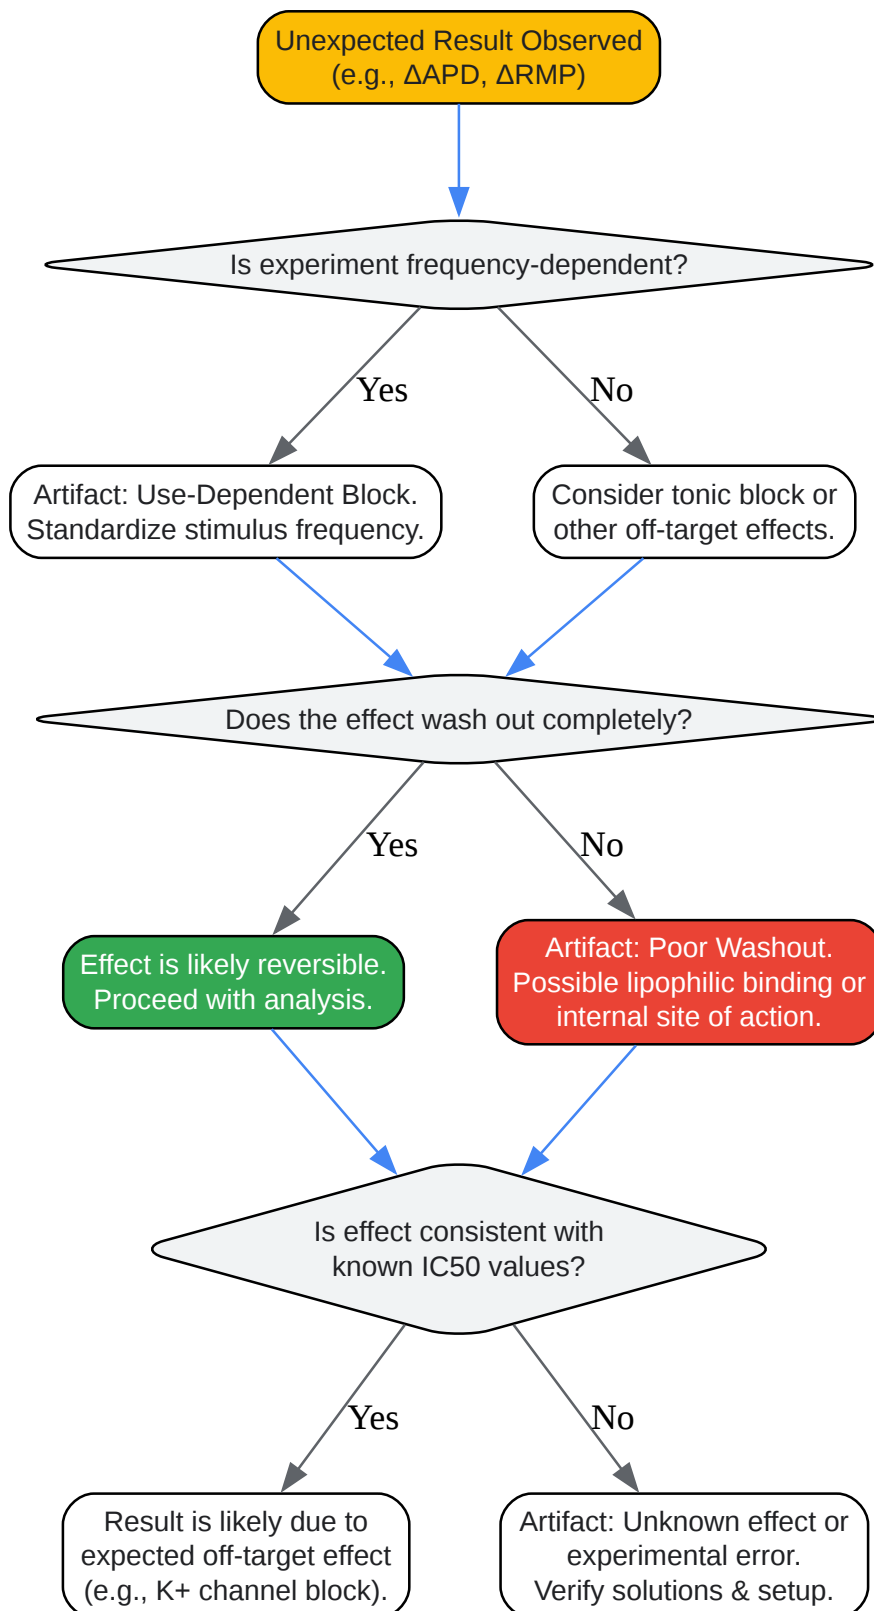 Unexpected Result Observed
(e.g., ΔAPD, ΔRMP)
Is experiment frequency-dependent?
Yes
No
Artifact: Use-Dependent Block.
Standardize stimulus frequency.
Consider tonic block or
other off-target effects.
Does the effect wash out completely?
Yes
No
Effect is likely reversible.
Proceed with analysis.
Artifact: Poor Washout.
Possible lipophilic binding or
internal site of action.
Is effect consistent with
known IC50 values?
Yes
No
Result is likely due to
expected off-target effect
(e.g., K+ channel block).
Artifact: Unknown effect or
experimental error.
Verify solutions & setup.